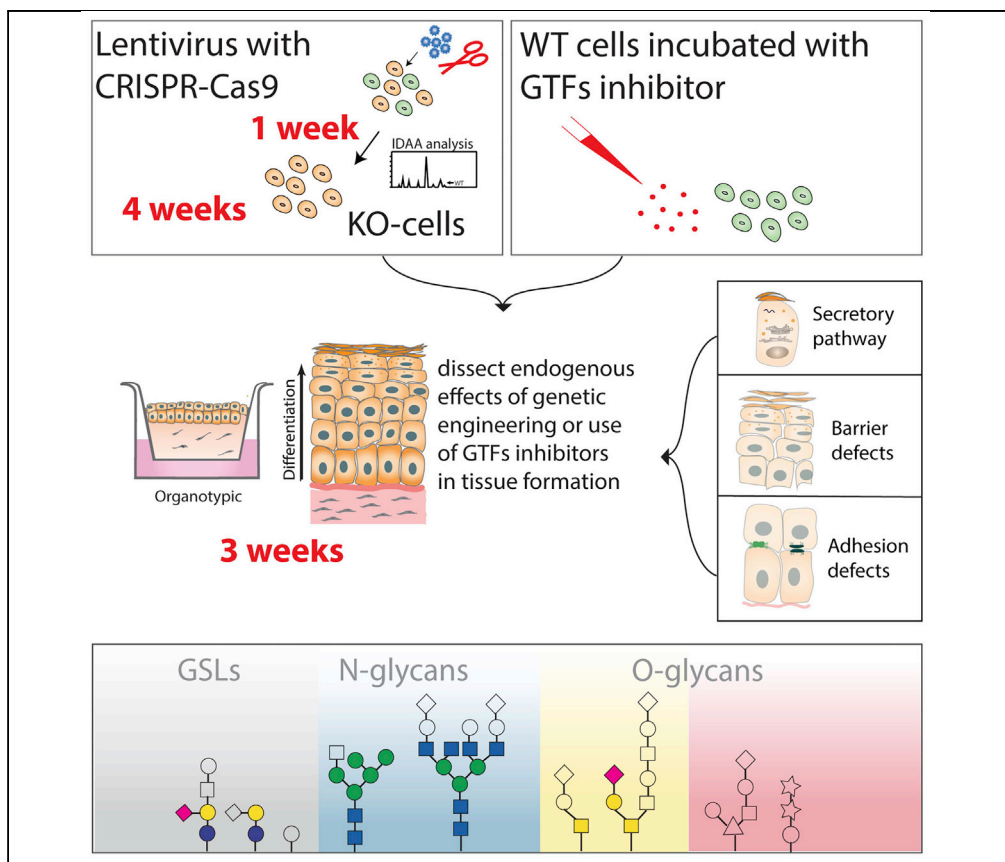 Lentivirus with
CRISPR-Cas9
1 week
IDAA analysis
WT
4 weeks
KO-cells
WT cells incubated with
GTFs inhibitor
Differentiation
Organotypic
3 weeks
dissect endogenous
effects of genetic
engineering or use
of GTFs inhibitors
in tissue formation
Secretory
pathway
Barrier
defects
Adhesion
defects
GSLs
N-glycans
O-glycans